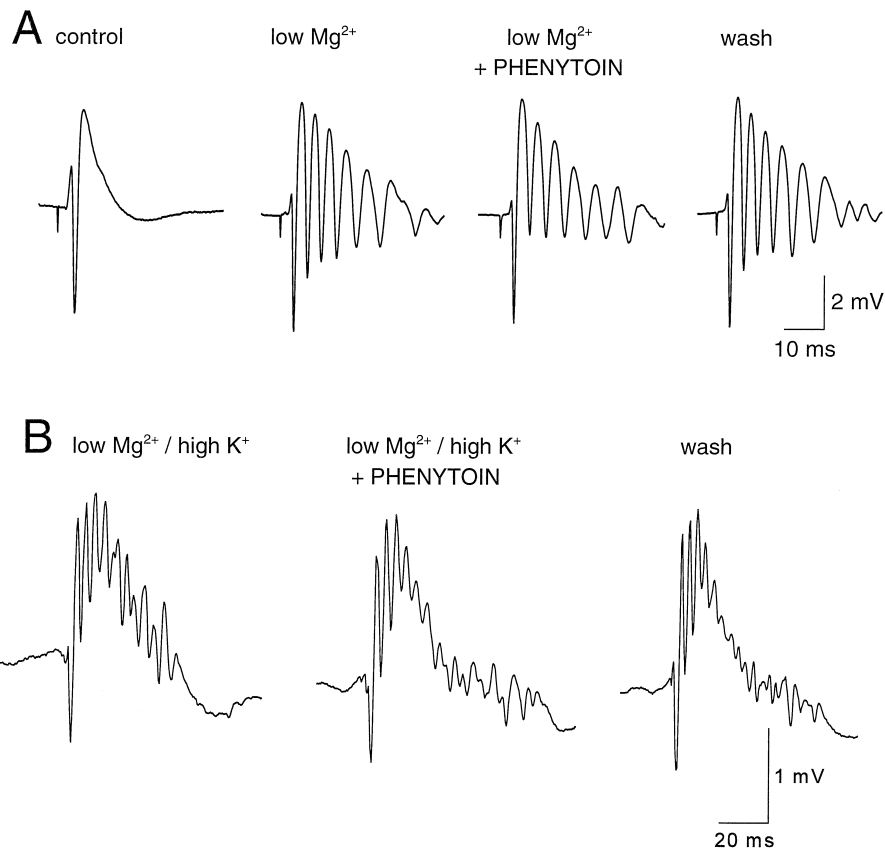 A control low Mg²⁺ low Mg²⁺ wash
+ PHENYTOIN
2 mV
10 ms
B low Mg²⁺ / high K⁺ low Mg²⁺ / high K⁺ wash
+ PHENYTOIN
1 mV
20 ms